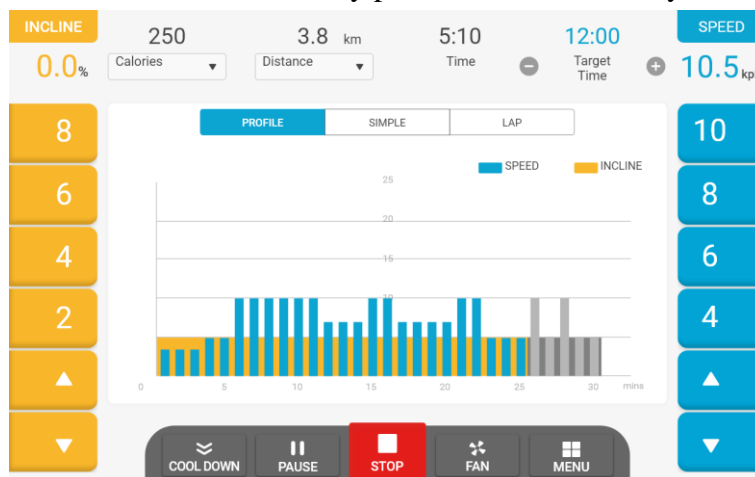 INCLINE
0.0%
250
Calories
3.8 km
Distance
5:10
Time
12:00
Target
Time
SPEED
10.5
8
6
4
2
PROFILE
SIMPLE
LAP
SPEED
INCLINE
25
20
15
10
0 5 10 15 20 25 30 mins
10
8
6
4
COOL DOWN
PAUSE
STOP
FAN
MENU